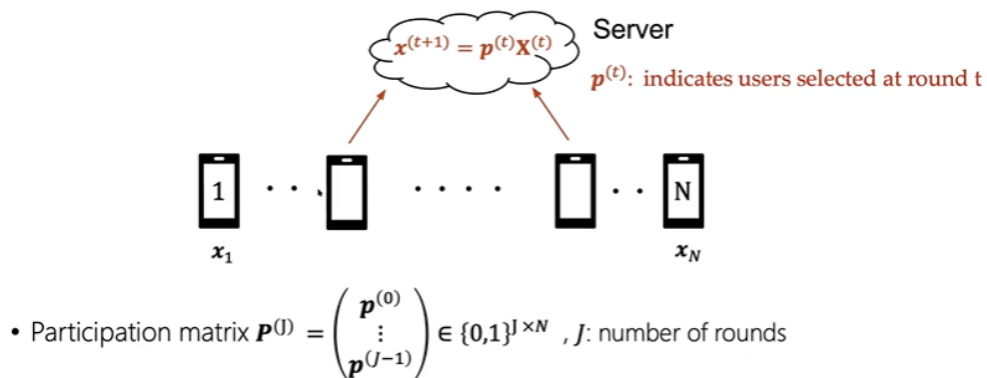 Server
x^(t+1) = p^(t)X^(t)
p^(t): indicates users selected at round t
1 · · · · · · · · N
x_1 x_N
• Participation matrix P^(J) = ( p^(0) ⋮ p^(J−1) ) ∈ {0,1}^(J×N) , J: number of rounds